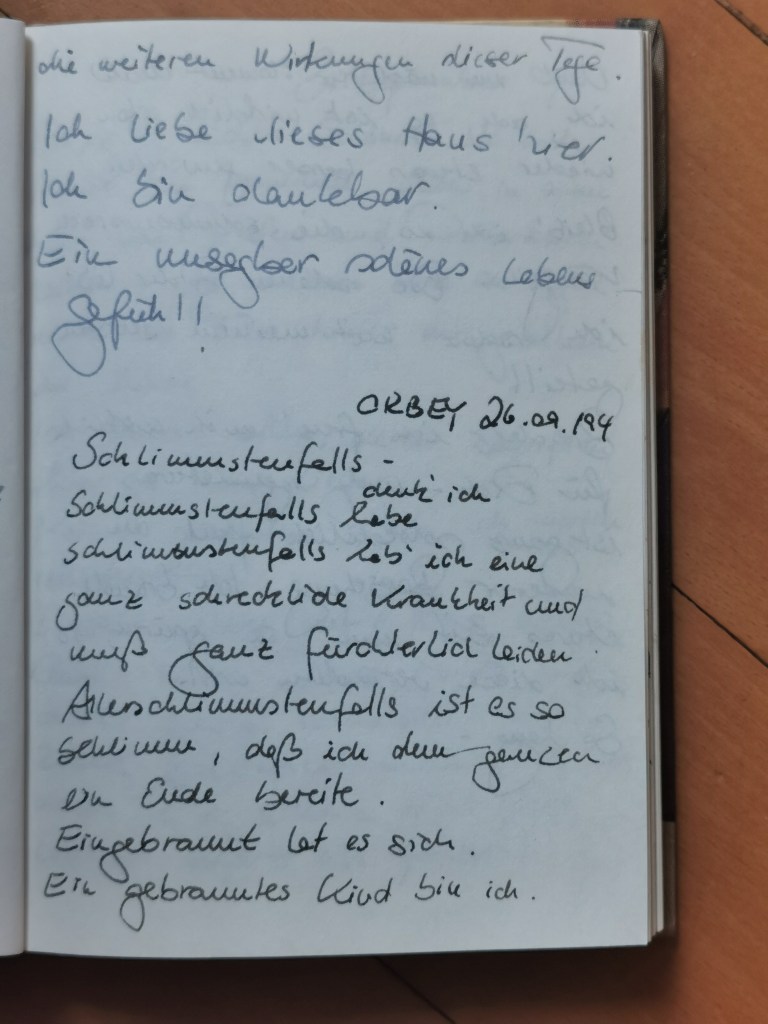 die weiteren Wirkungen dieser Tage.
Ich liebe dieses Haus hier.
Ich bin dankbar.
Ein unsagbar schönes Lebens
gefühl!
ORBEY 26.09.194
Schlimmstenfalls -
denk' ich
Schlimmstenfalls habe
schlimmstenfalls hab' ich eine
ganz schreckliche Krankheit und
muß ganz fürchterlich leiden.
Allerschlimmstenfalls ist es so
schlimm, daß ich dem ganzen
ein Ende bereite.
Eingebrannt hat es sich.
Ein gebranntes Kind bin ich.